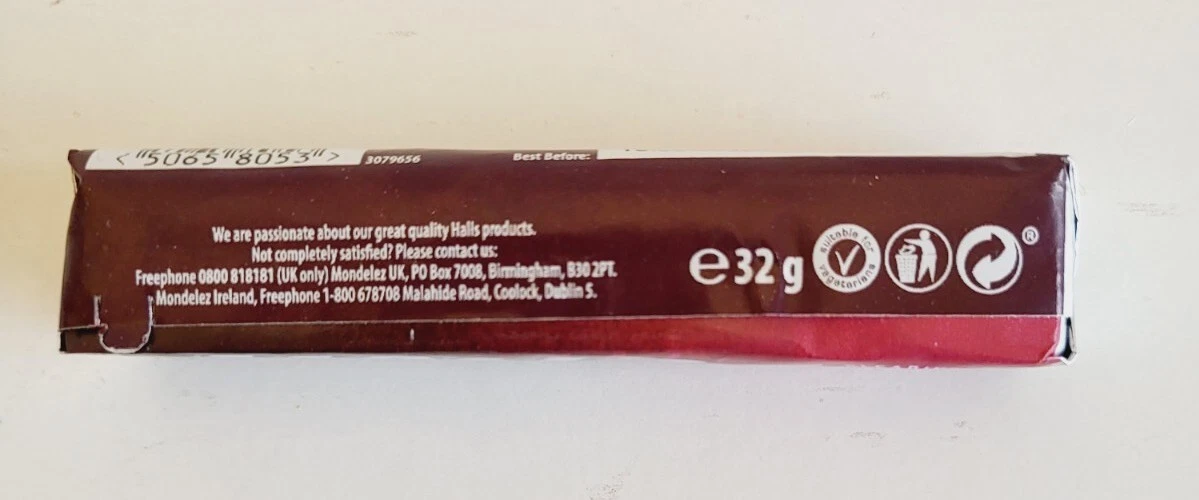 < 5065 8053 > 3079656 Best Before:
We are passionate about our great quality Halls products.
Not completely satisfied? Please contact us:
Freephone 0800 818181 (UK only) Mondelez UK, PO Box 7008, Birmingham, B30 2PT.
Mondelez Ireland, Freephone 1-800 678708 Malahide Road, Coolock, Dublin 5.
℮ 32 g
suitable for vegetarians
®